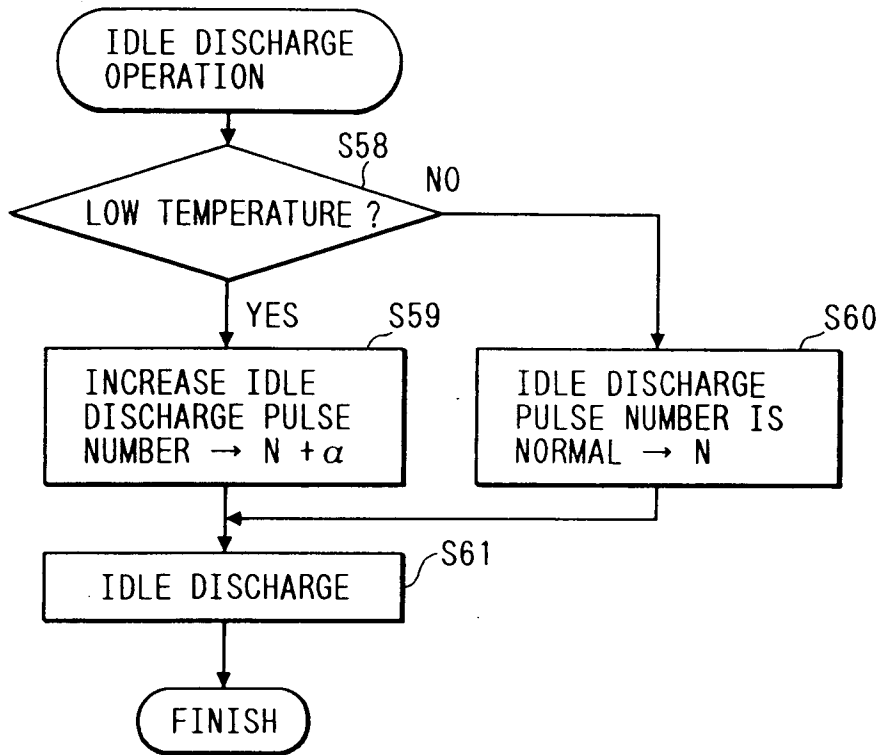 IDLE DISCHARGE
OPERATION
S58
LOW TEMPERATURE ?
NO
YES
S59
INCREASE IDLE
DISCHARGE PULSE
NUMBER → N + α
S60
IDLE DISCHARGE
PULSE NUMBER IS
NORMAL → N
IDLE DISCHARGE
S61
FINISH